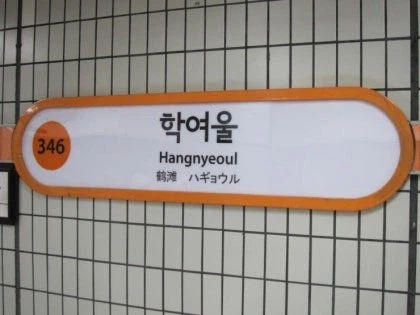 346
학여울
Hangnyeoul
鶴灘 ハギョウル